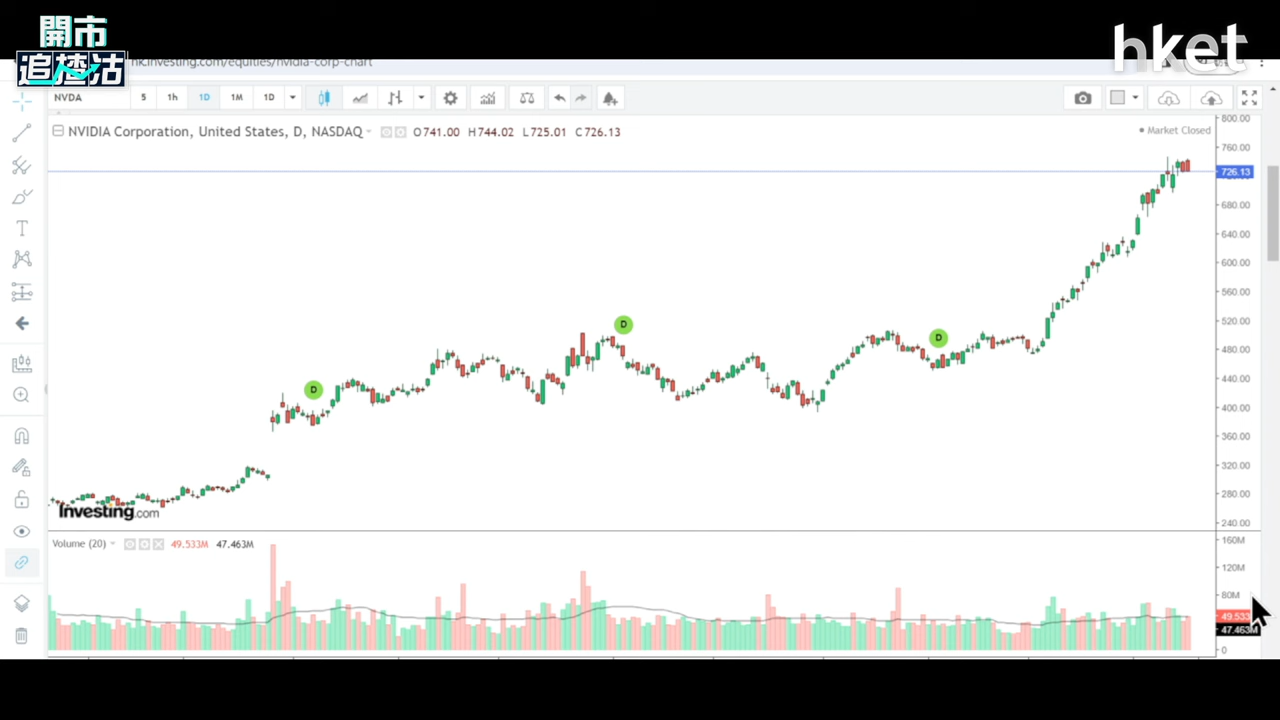 開市
追揸沽
hket
hk.investing.com/equities/nvidia-corp-chart
NVDA 5 1h 1D 1M 1D
NVIDIA Corporation, United States, D, NASDAQ O741.00 H744.02 L725.01 C726.13
Market Closed
800.00
760.00
726.13
680.00
640.00
600.00
560.00
520.00
480.00
440.00
400.00
360.00
320.00
280.00
240.00
D
D
D
Investing.com
Volume (20) 49.533M 47.463M
160M
120M
80M
49.533
47.463M
0